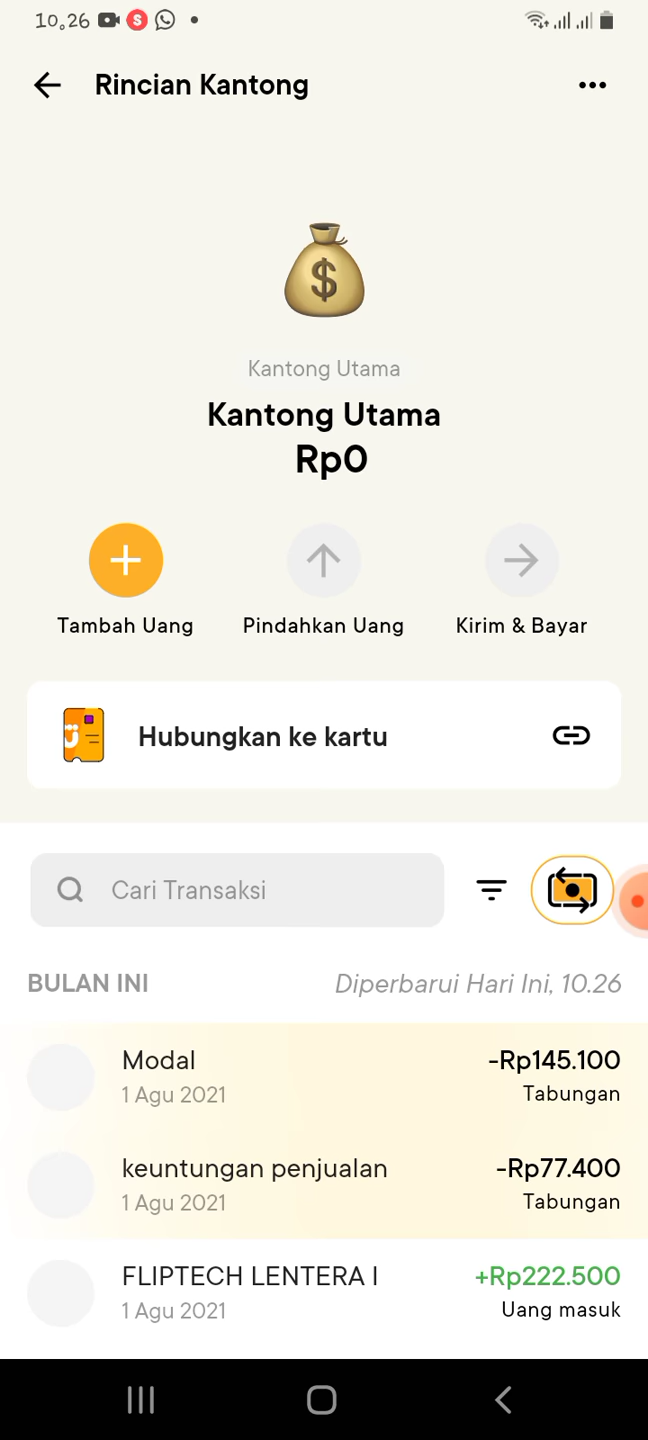 10.26
Rincian Kantong
$
Kantong Utama
Kantong Utama
Rp0
Tambah Uang
Pindahkan Uang
Kirim & Bayar
Hubungkan ke kartu
Cari Transaksi
BULAN INI
Diperbarui Hari Ini, 10.26
Modal
-Rp145.100
1 Agu 2021
Tabungan
keuntungan penjualan
-Rp77.400
1 Agu 2021
Tabungan
FLIPTECH LENTERA I
+Rp222.500
1 Agu 2021
Uang masuk